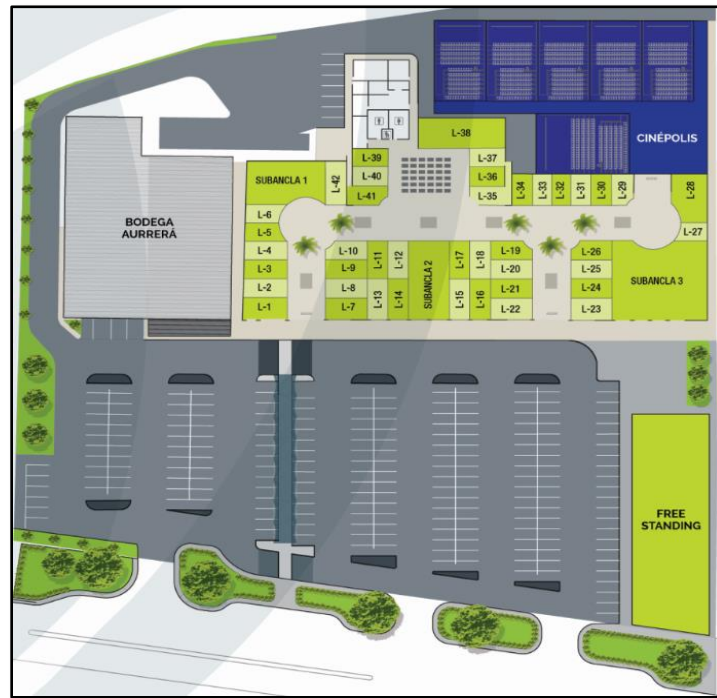 CINÉPOLIS
L-38
L-39
L-37
L-40
L-36
L-41
L-35
L-42
SUBANCLA 1
L-34
L-33
L-32
L-31
L-30
L-29
L-28
L-27
BODEGA
AURRERÁ
L-6
L-5
L-4
L-3
L-2
L-1
L-10
L-9
L-8
L-7
L-11
L-12
L-13
L-14
SUBANCLA 2
L-17
L-18
L-15
L-16
L-19
L-20
L-21
L-22
L-26
L-25
L-24
L-23
SUBANCLA 3
FREE
STANDING